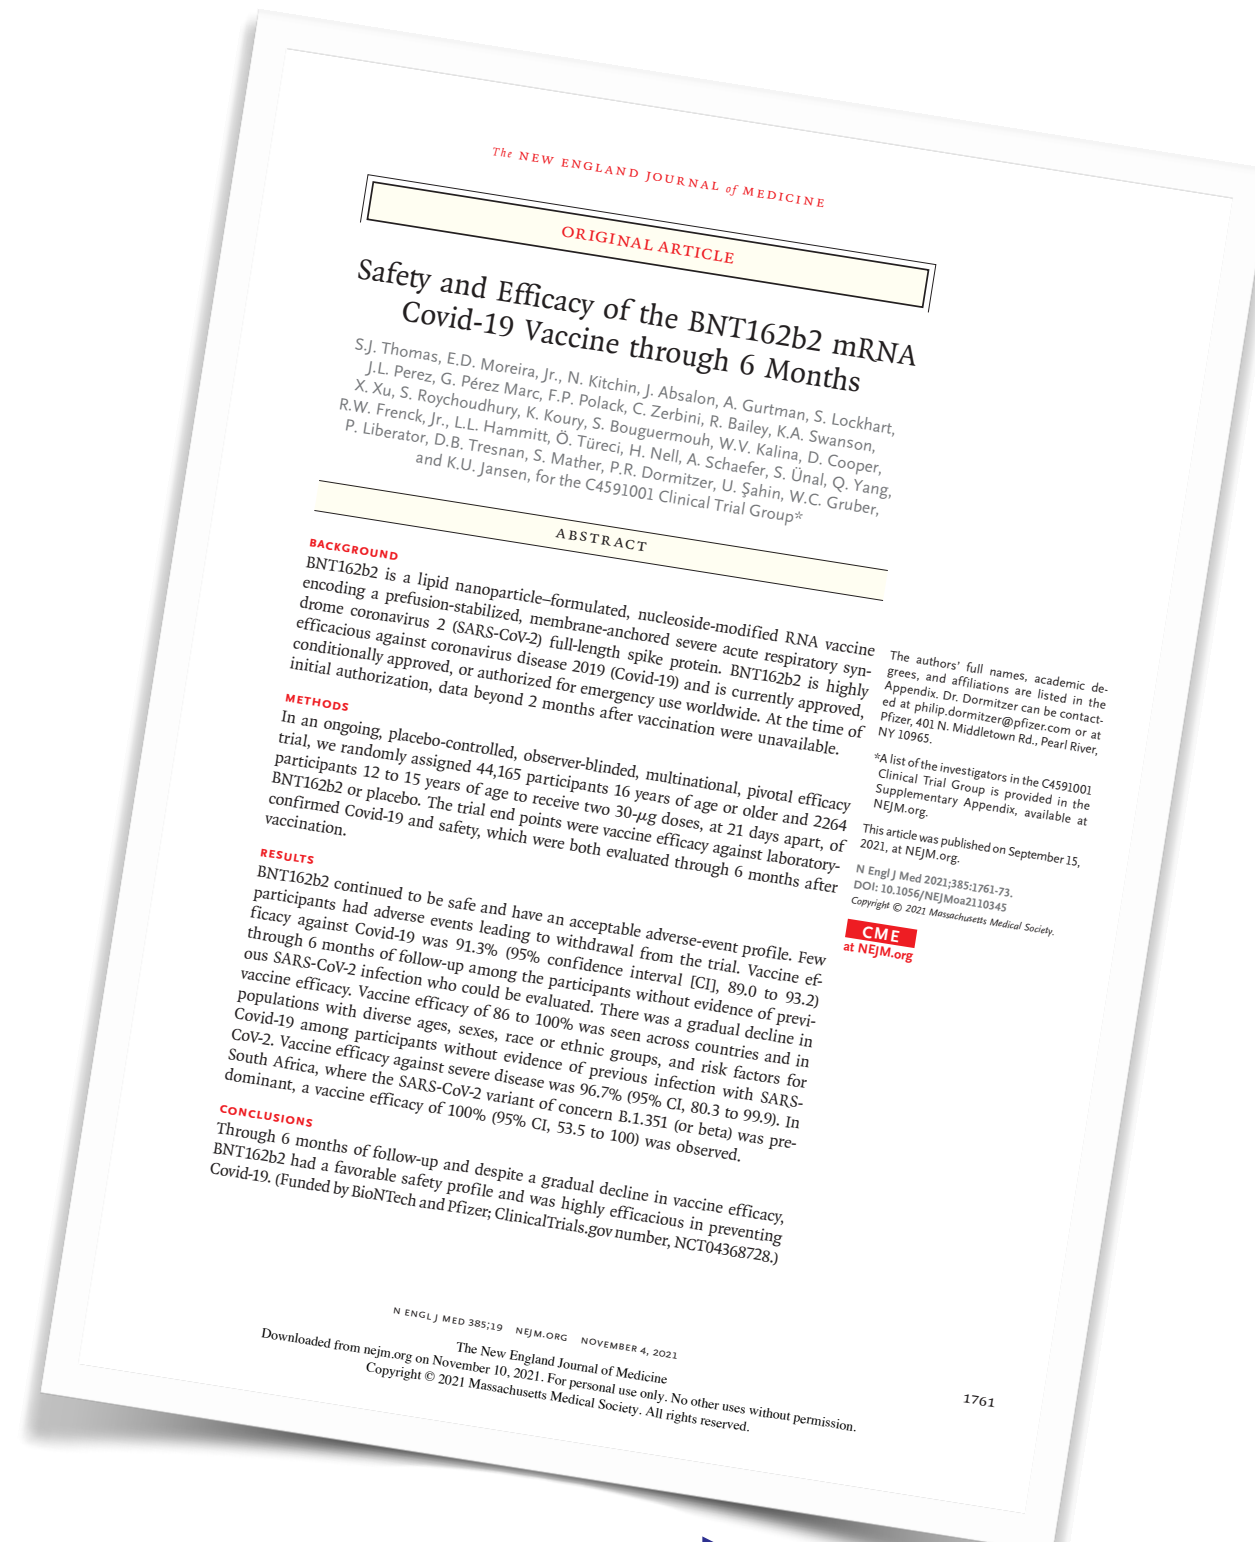 The NEW ENGLAND JOURNAL of MEDICINE
ORIGINAL ARTICLE
Safety and Efficacy of the BNT162b2 mRNA
Covid-19 Vaccine through 6 Months
S.J. Thomas, E.D. Moreira, Jr., N. Kitchin, J. Absalon, A. Gurtman, S. Lockhart,
J.L. Perez, G. Pérez Marc, F.P. Polack, C. Zerbini, R. Bailey, K.A. Swanson,
X. Xu, S. Roychoudhury, K. Koury, S. Bouguermouh, W.V. Kalina, D. Cooper,
R.W. Frenck, Jr., L.L. Hammitt, Ö. Türeci, H. Nell, A. Schaefer, S. Ünal, Q. Yang,
P. Liberator, D.B. Tresnan, S. Mather, P.R. Dormitzer, U. Şahin, W.C. Gruber,
and K.U. Jansen, for the C4591001 Clinical Trial Group*
ABSTRACT
BACKGROUND
BNT162b2 is a lipid nanoparticle–formulated, nucleoside-modified RNA vaccine
encoding a prefusion-stabilized, membrane-anchored severe acute respiratory syn-
drome coronavirus 2 (SARS-CoV-2) full-length spike protein. BNT162b2 is highly
efficacious against coronavirus disease 2019 (Covid-19) and is currently approved,
conditionally approved, or authorized for emergency use worldwide. At the time of
initial authorization, data beyond 2 months after vaccination were unavailable.
METHODS
In an ongoing, placebo-controlled, observer-blinded, multinational, pivotal efficacy
trial, we randomly assigned 44,165 participants 16 years of age or older and 2264
participants 12 to 15 years of age to receive two 30-μg doses, at 21 days apart, of
BNT162b2 or placebo. The trial end points were vaccine efficacy against laboratory-
confirmed Covid-19 and safety, which were both evaluated through 6 months after
vaccination.
RESULTS
BNT162b2 continued to be safe and have an acceptable adverse-event profile. Few
participants had adverse events leading to withdrawal from the trial. Vaccine ef-
ficacy against Covid-19 was 91.3% (95% confidence interval [CI], 89.0 to 93.2)
through 6 months of follow-up among the participants without evidence of previ-
ous SARS-CoV-2 infection who could be evaluated. There was a gradual decline in
vaccine efficacy. Vaccine efficacy of 86 to 100% was seen across countries and in
populations with diverse ages, sexes, race or ethnic groups, and risk factors for
Covid-19 among participants without evidence of previous infection with SARS-
CoV-2. Vaccine efficacy against severe disease was 96.7% (95% CI, 80.3 to 99.9). In
South Africa, where the SARS-CoV-2 variant of concern B.1.351 (or beta) was pre-
dominant, a vaccine efficacy of 100% (95% CI, 53.5 to 100) was observed.
CONCLUSIONS
Through 6 months of follow-up and despite a gradual decline in vaccine efficacy,
BNT162b2 had a favorable safety profile and was highly efficacious in preventing
Covid-19. (Funded by BioNTech and Pfizer; ClinicalTrials.gov number, NCT04368728.)
The authors' full names, academic de-
grees, and affiliations are listed in the
Appendix. Dr. Dormitzer can be contact-
ed at philip.dormitzer@pfizer.com or at
Pfizer, 401 N. Middletown Rd., Pearl River,
NY 10965.
*A list of the investigators in the C4591001
Clinical Trial Group is provided in the
Supplementary Appendix, available at
NEJM.org.
This article was published on September 15,
2021, at NEJM.org.
N Engl J Med 2021;385:1761-73.
DOI: 10.1056/NEJMoa2110345
Copyright © 2021 Massachusetts Medical Society.
CME
at NEJM.org
N ENGL J MED 385;19 NEJM.ORG NOVEMBER 4, 2021
1761
The New England Journal of Medicine
Downloaded from nejm.org on November 10, 2021. For personal use only. No other uses without permission.
Copyright © 2021 Massachusetts Medical Society. All rights reserved.